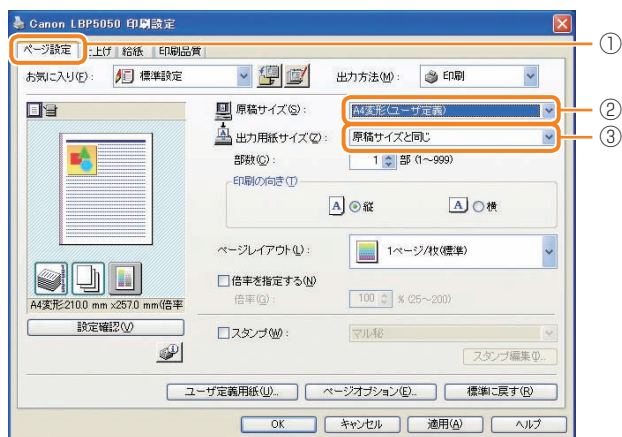 Canon LBP5050 印刷設定
ページ設定 上げ 給紙 印刷品質 ①
お気に入り(F): 標準設定 出力方法(M): 印刷
原稿サイズ(S): A4変形(ユーザ定義) ②
出力用紙サイズ(Z): 原稿サイズと同じ ③
部数(C): 1 部 (1~999)
印刷の向き(T)
A 縦 A 横
ページレイアウト(L): 1ページ/枚(標準)
倍率を指定する(N)
倍率(G): 100 % (25~200)
A4変形:210.0 mm x257.0 mm(倍率
設定確認(V)
スタンプ(W): マル秘
スタンプ編集(I)...
ユーザ定義用紙(U)... ページオプション(E)... 標準に戻す(R)
OK キャンセル 適用(A) ヘルプ